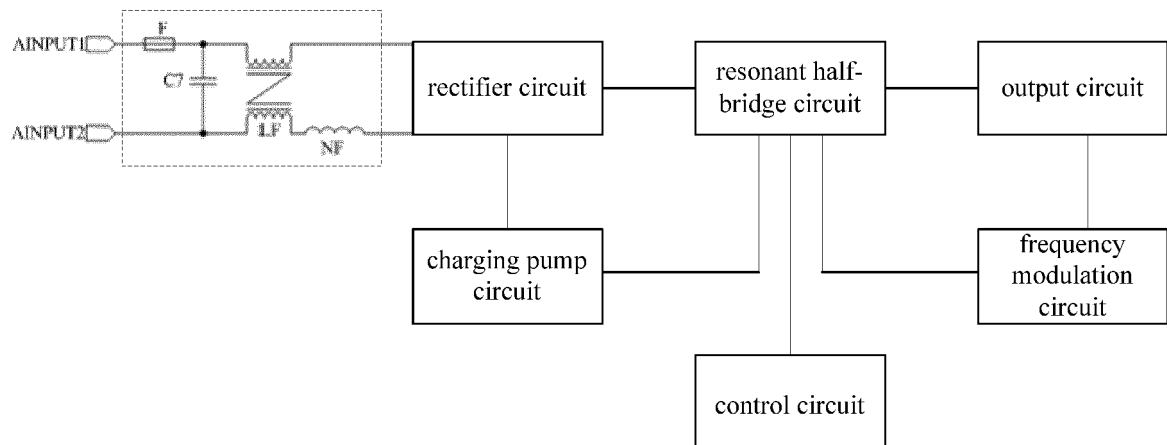 F
AINPUT1
C7
AINPUT2
LF
NF
rectifier circuit
resonant half-
bridge circuit
output circuit
charging pump
circuit
frequency
modulation
circuit
control circuit